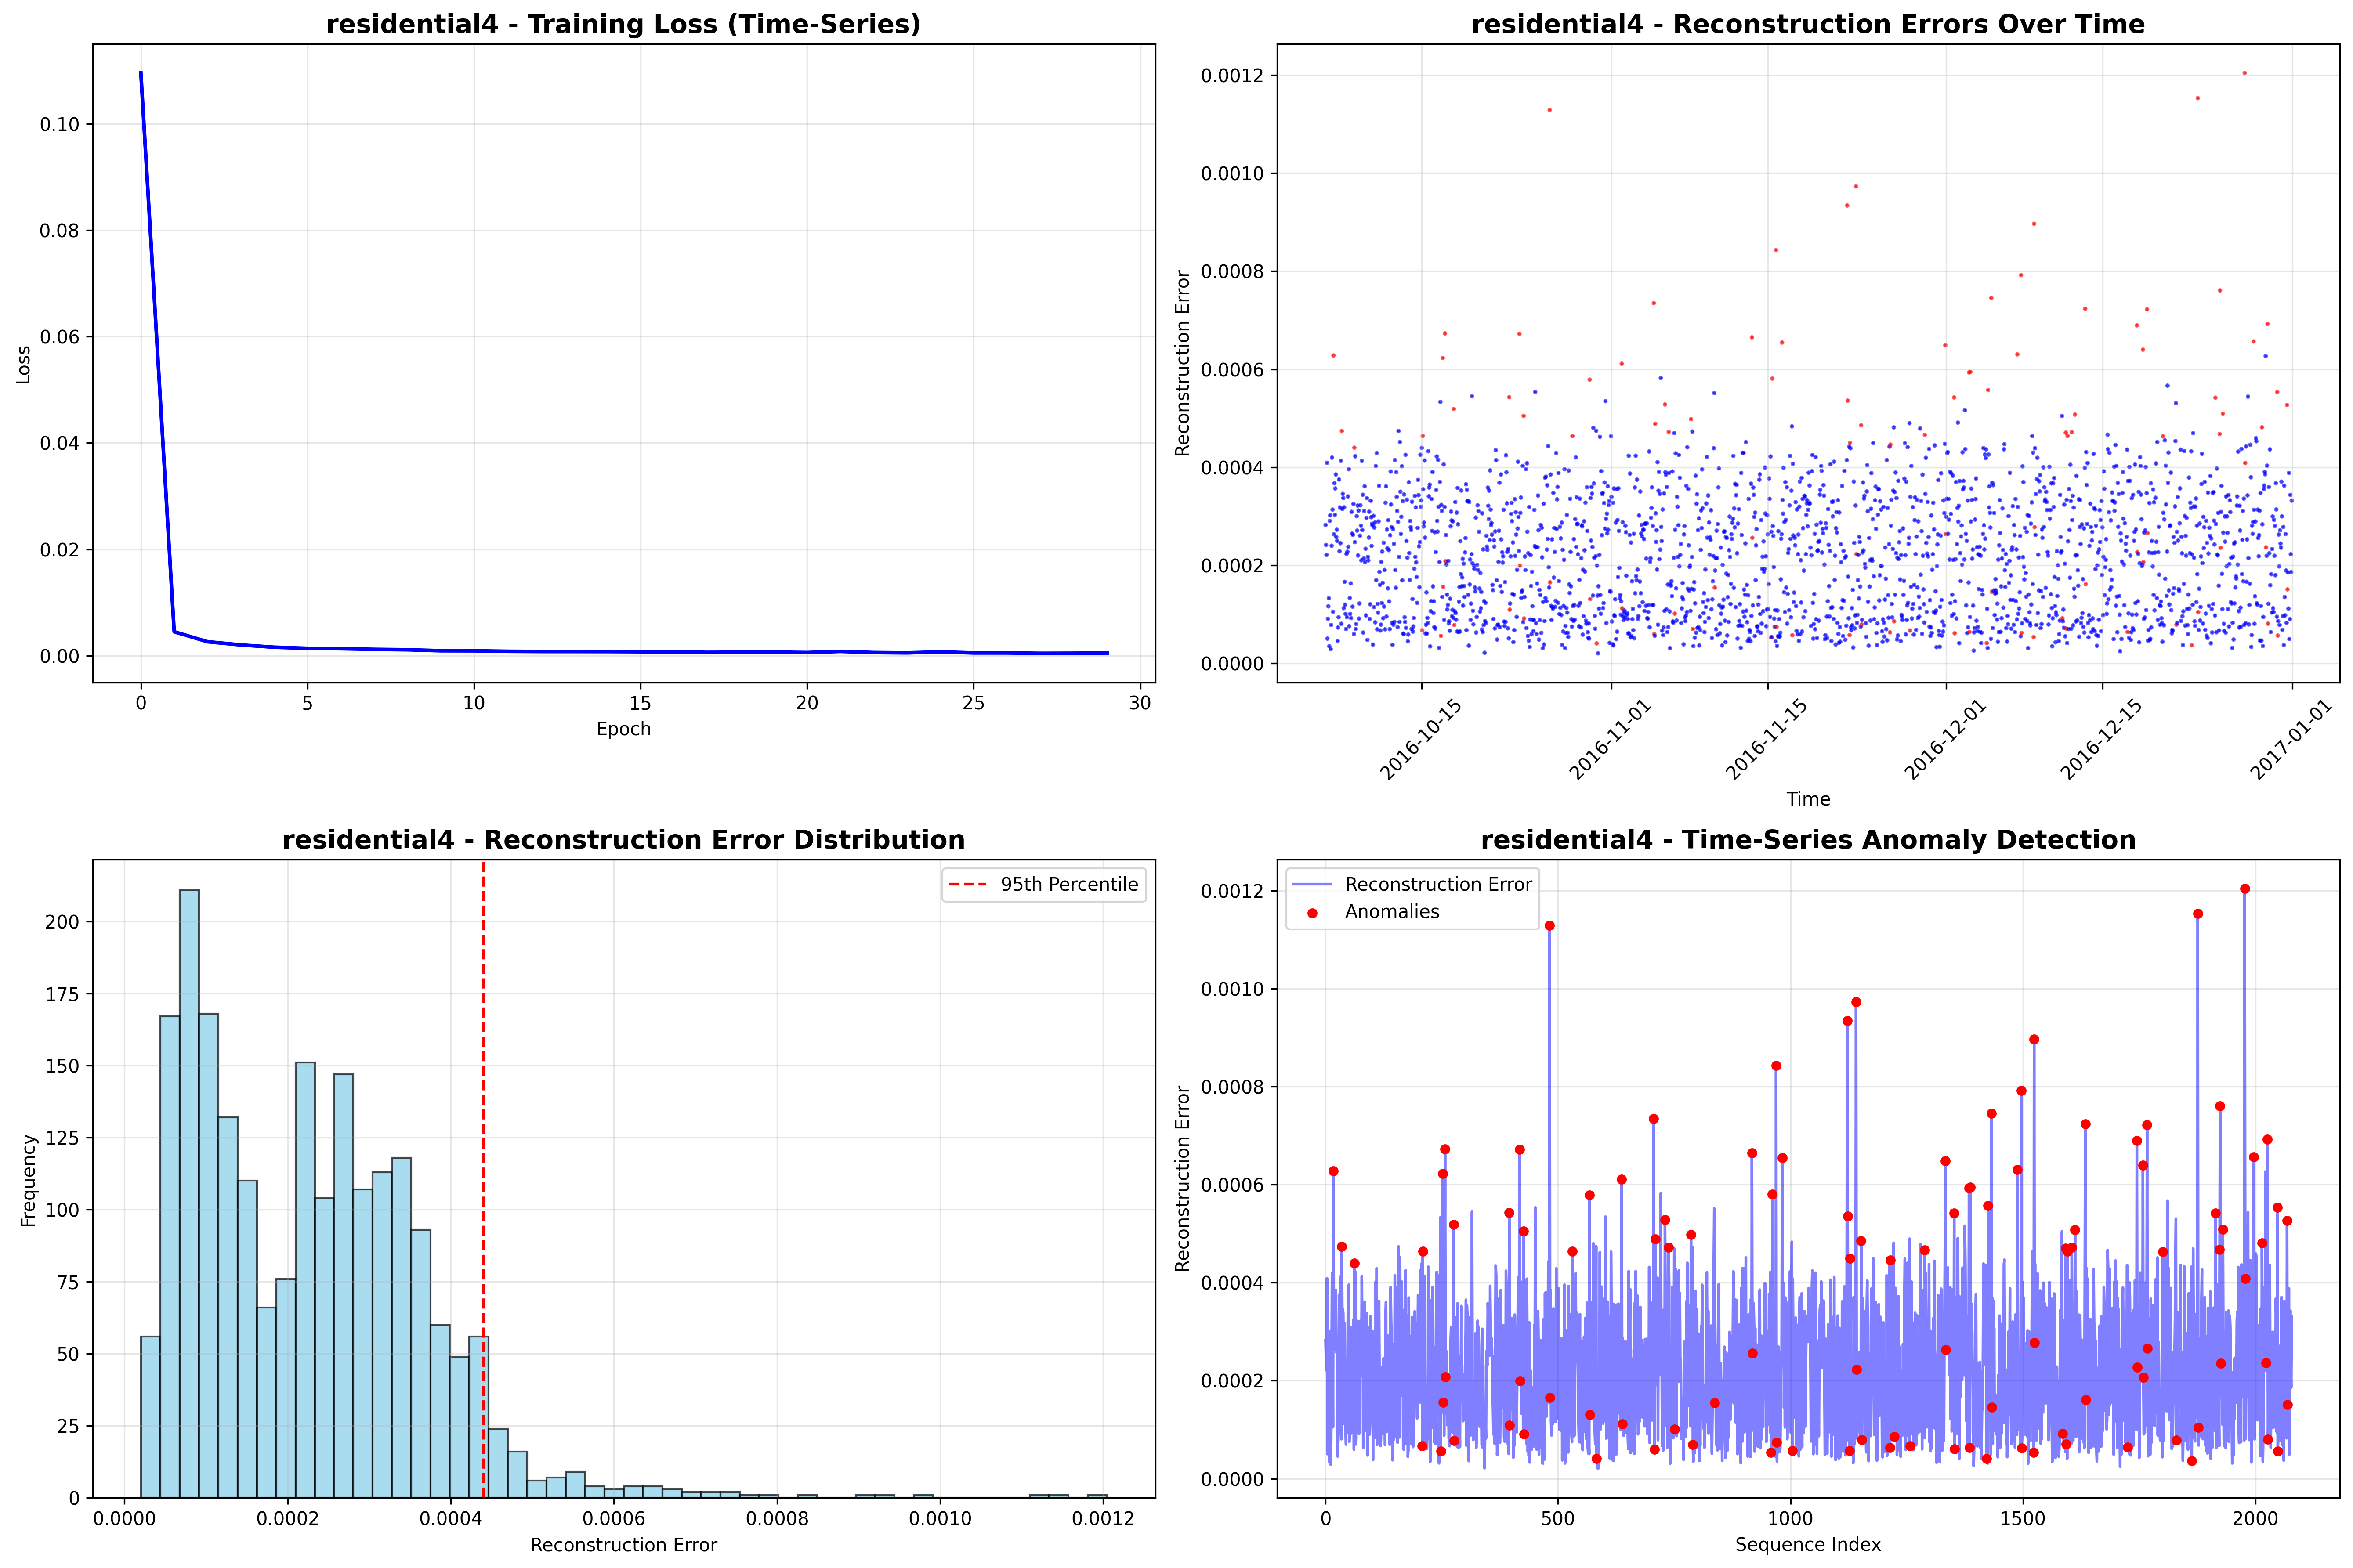 residential4 - Training Loss (Time-Series)
Loss
0.10
0.08
0.06
0.04
0.02
0.00
0 5 10 15 20 25 30
Epoch
residential4 - Reconstruction Errors Over Time
Reconstruction Error
0.0012
0.0010
0.0008
0.0006
0.0004
0.0002
0.0000
2016-10-15 2016-11-01 2016-11-15 2016-12-01 2016-12-15 2017-01-01
Time
residential4 - Reconstruction Error Distribution
95th Percentile
Frequency
200
175
150
125
100
75
50
25
0
0.0000 0.0002 0.0004 0.0006 0.0008 0.0010 0.0012
Reconstruction Error
residential4 - Time-Series Anomaly Detection
Reconstruction Error
Anomalies
Reconstruction Error
0.0012
0.0010
0.0008
0.0006
0.0004
0.0002
0.0000
0 500 1000 1500 2000
Sequence Index